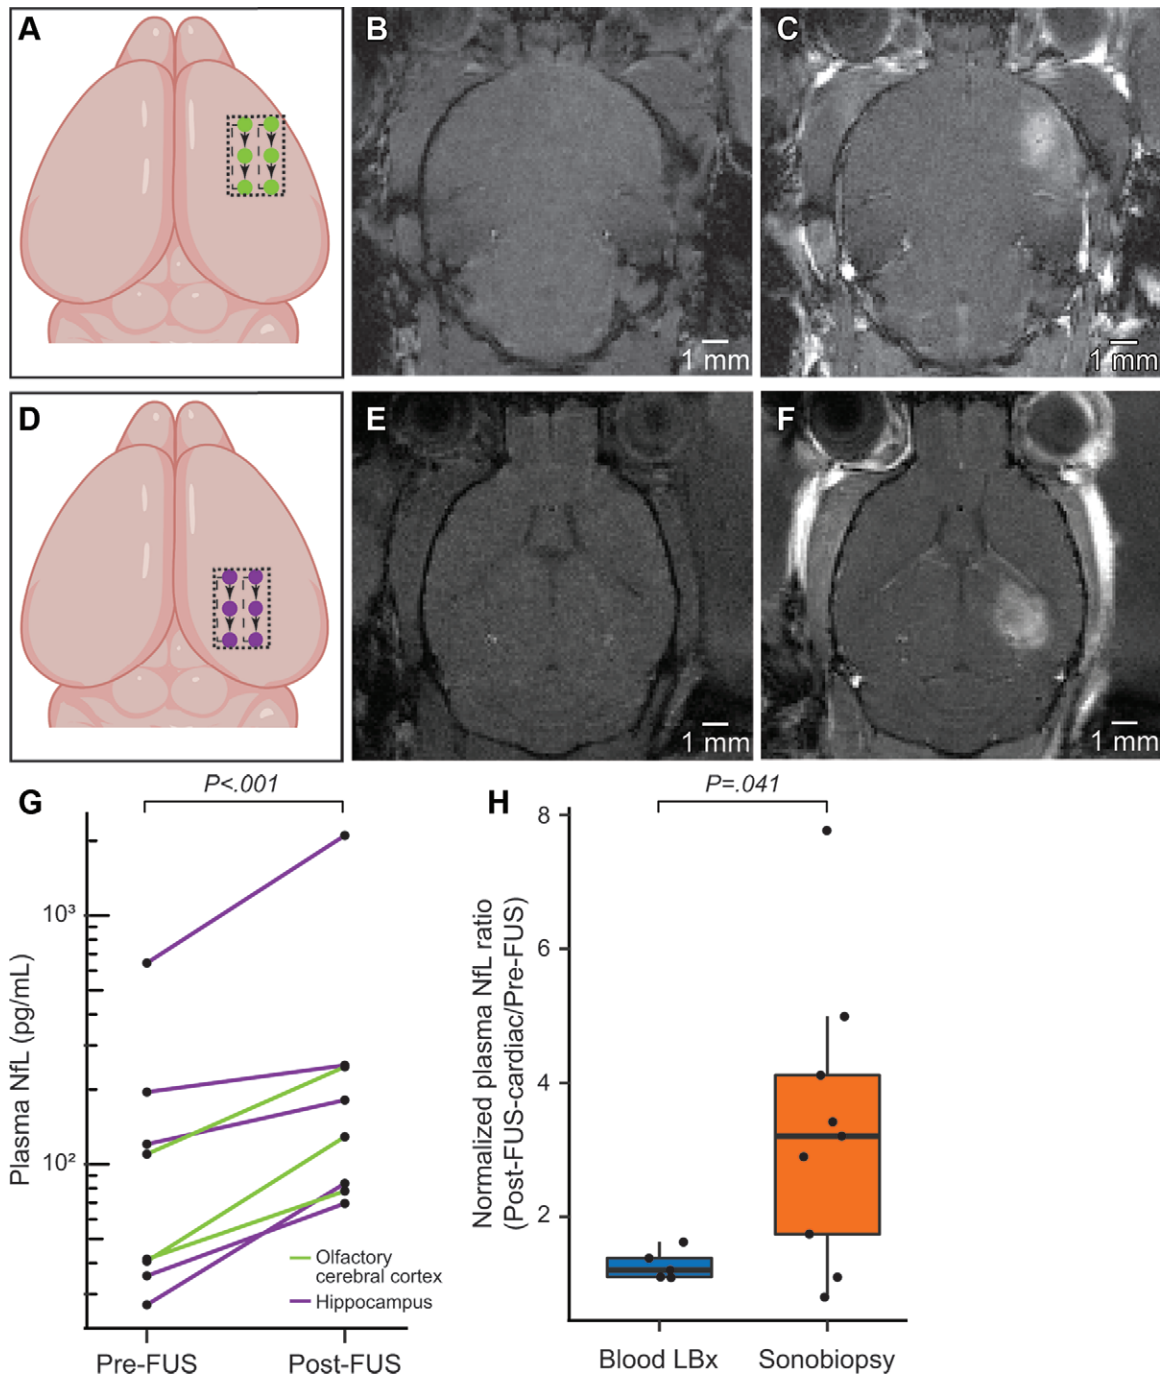 A
B
C
1 mm
1 mm
D
E
F
1 mm
1 mm
G
P<.001
Plasma NfL (pg/mL)
10³
10²
Olfactory
cerebral cortex
Hippocampus
Pre-FUS
Post-FUS
H
P=.041
Normalized plasma NfL ratio
(Post-FUS-cardiac/Pre-FUS)
8
6
4
2
Blood LBx
Sonobiopsy